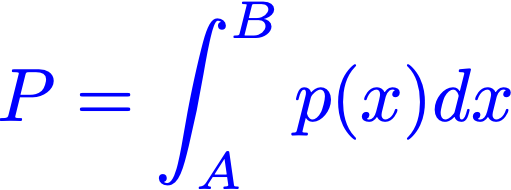 P = ∫_A^B p(x)dx